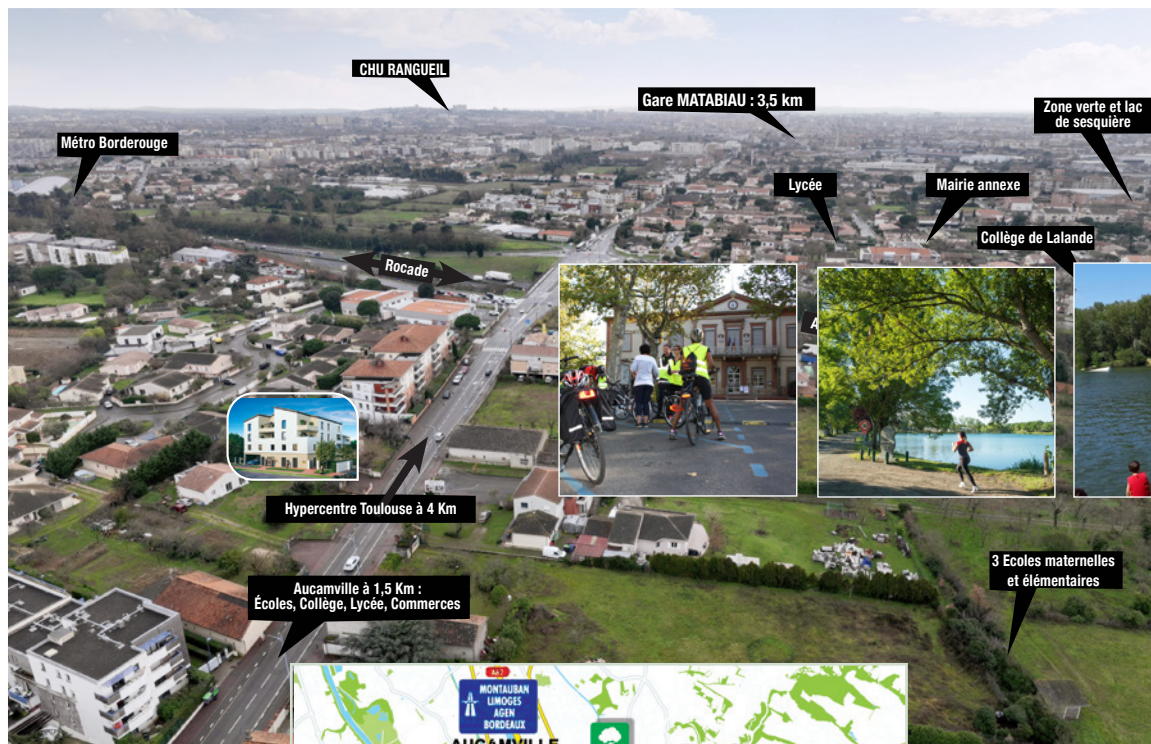 CHU RANGUEIL
Gare MATABIAU : 3,5 km
Zone verte et lac
de sesquière
Métro Borderouge
Lycée
Mairie annexe
Collège de Lalande
Rocade
A
Hypercentre Toulouse à 4 Km
3 Ecoles maternelles
et élémentaires
Aucamville à 1,5 Km :
Écoles, Collège, Lycée, Commerces
MONTAUBAN
LIMOGES
AGEN
BORDEAUX
AUCAMVILLE